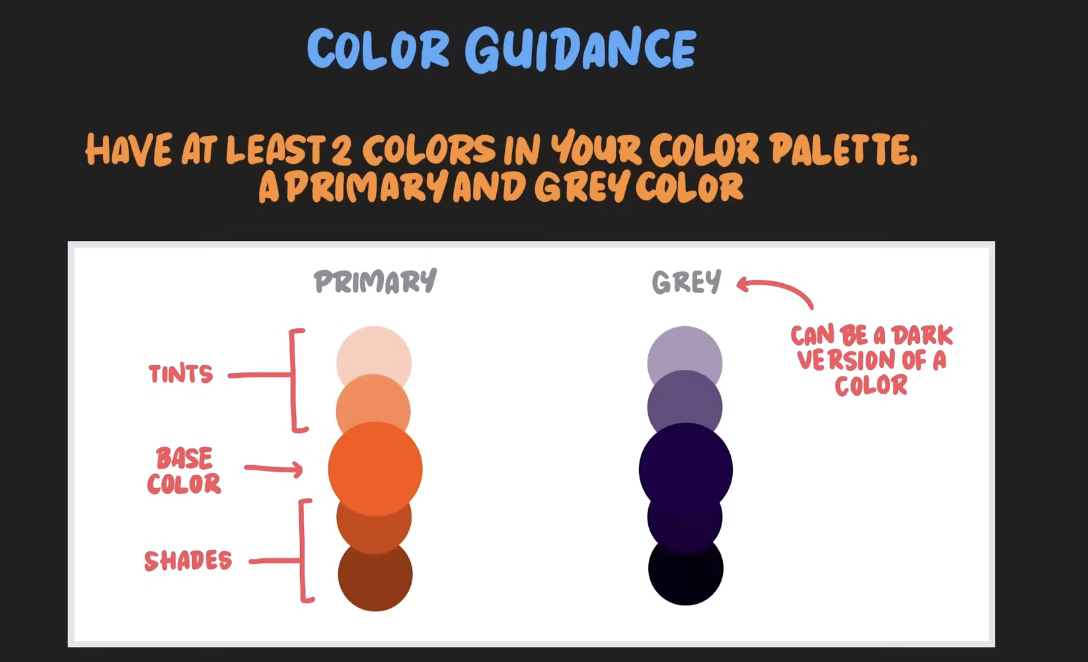 COLOR GUIDANCE
HAVE AT LEAST 2 COLORS IN YOUR COLOR PALETTE,
A PRIMARY AND GREY COLOR
PRIMARY
GREY
CAN BE A DARK
VERSION OF A
COLOR
TINTS
BASE
COLOR
SHADES